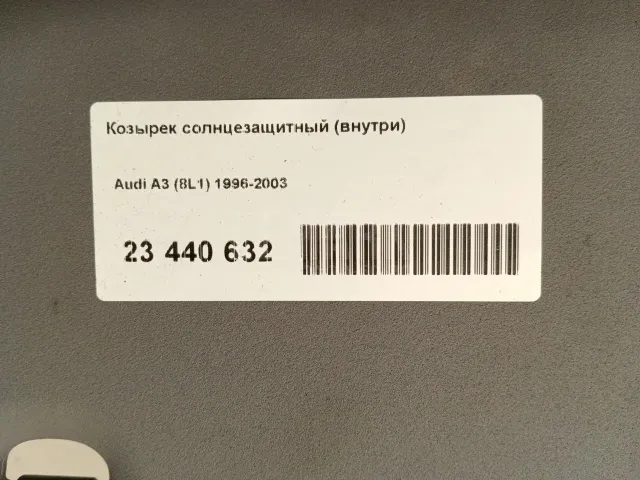 Козырек солнцезащитный (внутри)
Audi A3 (8L1) 1996-2003
23 440 632